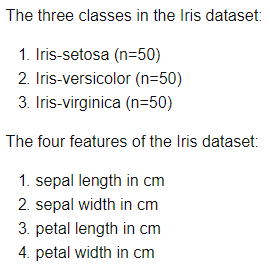 The three classes in the Iris dataset:
1. Iris-setosa (n=50)
2. Iris-versicolor (n=50)
3. Iris-virginica (n=50)
The four features of the Iris dataset:
1. sepal length in cm
2. sepal width in cm
3. petal length in cm
4. petal width in cm